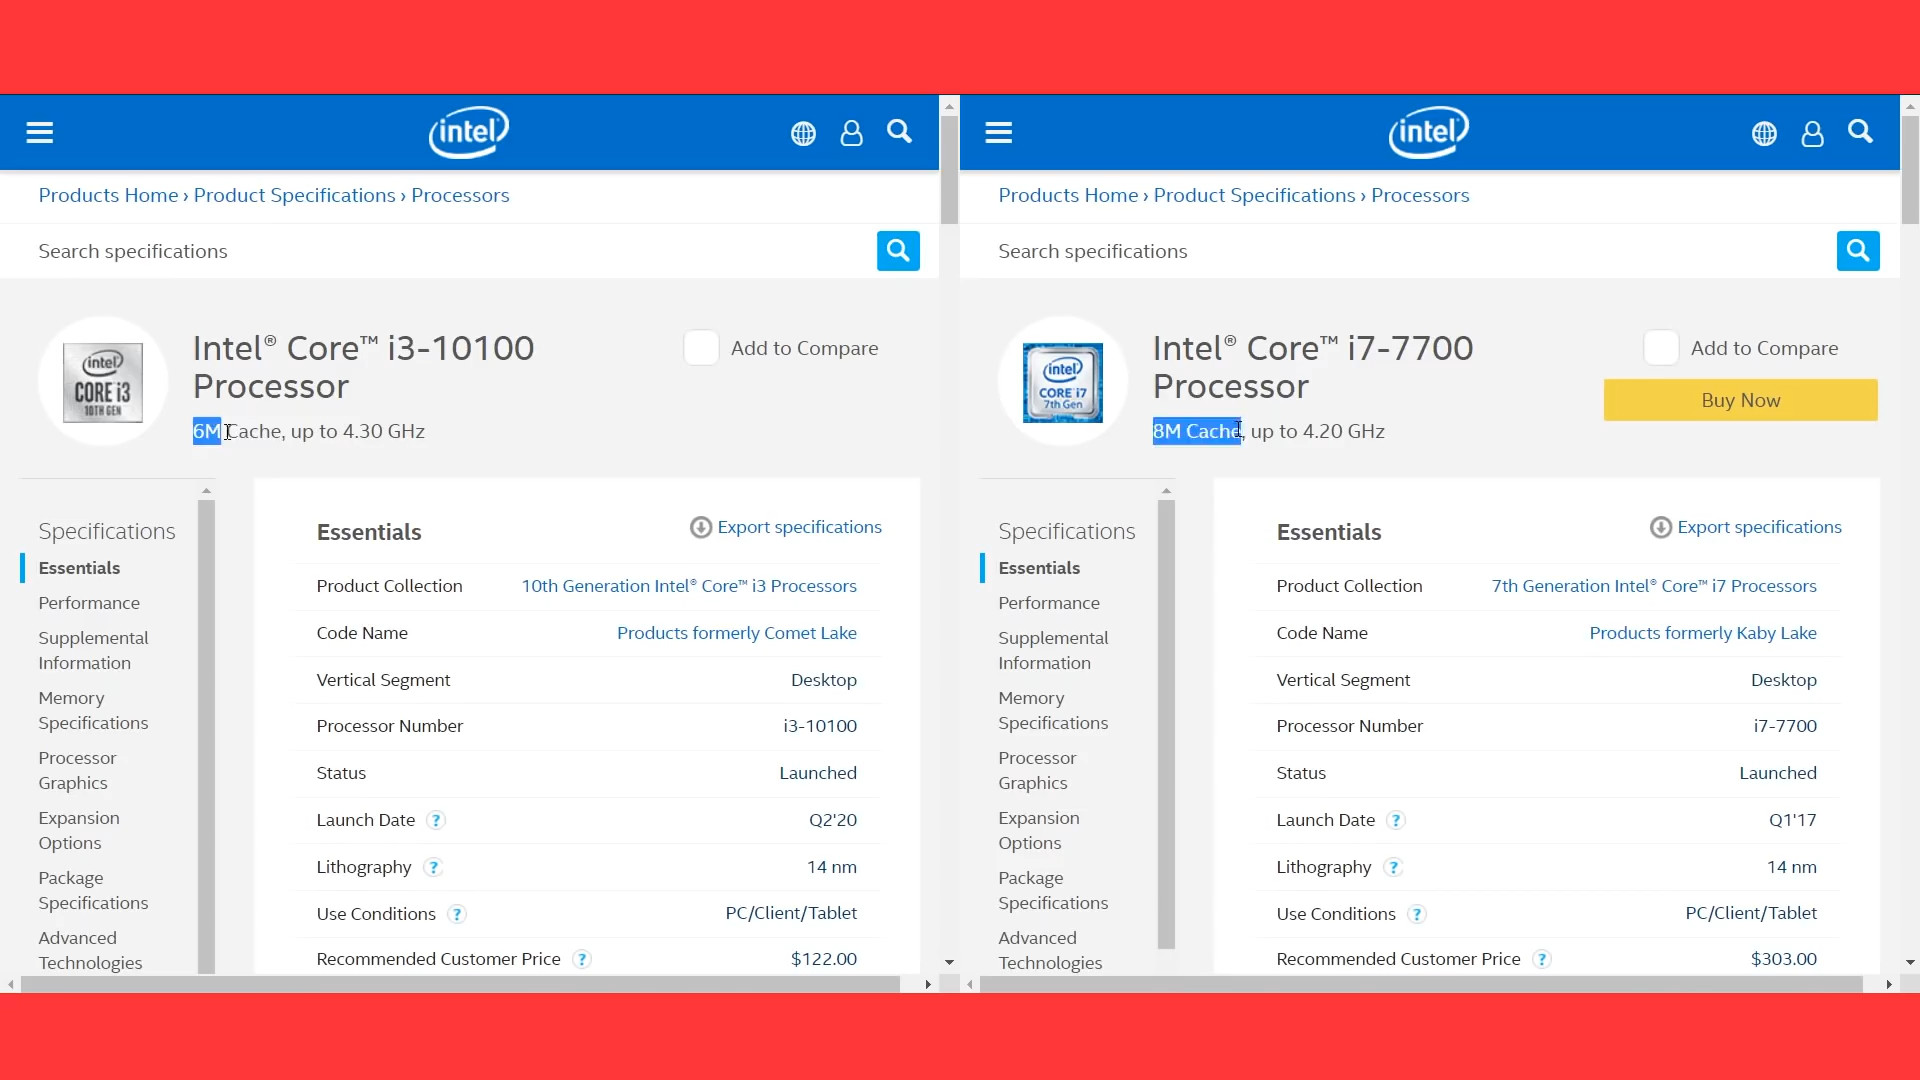 intel
Products Home › Product Specifications › Processors
Search specifications
intel
CORE i3
10TH GEN
Intel® Core™ i3-10100
Processor
Add to Compare
6M Cache, up to 4.30 GHz
Specifications
Essentials
Performance
Supplemental
Information
Memory
Specifications
Processor
Graphics
Expansion
Options
Package
Specifications
Advanced
Technologies
Essentials
Export specifications
Product Collection 10th Generation Intel® Core™ i3 Processors
Code Name Products formerly Comet Lake
Vertical Segment Desktop
Processor Number i3-10100
Status Launched
Launch Date ? Q2'20
Lithography ? 14 nm
Use Conditions ? PC/Client/Tablet
Recommended Customer Price ? $122.00
intel
Products Home › Product Specifications › Processors
Search specifications
intel
CORE i7
7th Gen
Intel® Core™ i7-7700
Processor
Add to Compare
Buy Now
8M Cache, up to 4.20 GHz
Specifications
Essentials
Performance
Supplemental
Information
Memory
Specifications
Processor
Graphics
Expansion
Options
Package
Specifications
Advanced
Technologies
Essentials
Export specifications
Product Collection 7th Generation Intel® Core™ i7 Processors
Code Name Products formerly Kaby Lake
Vertical Segment Desktop
Processor Number i7-7700
Status Launched
Launch Date ? Q1'17
Lithography ? 14 nm
Use Conditions ? PC/Client/Tablet
Recommended Customer Price ? $303.00